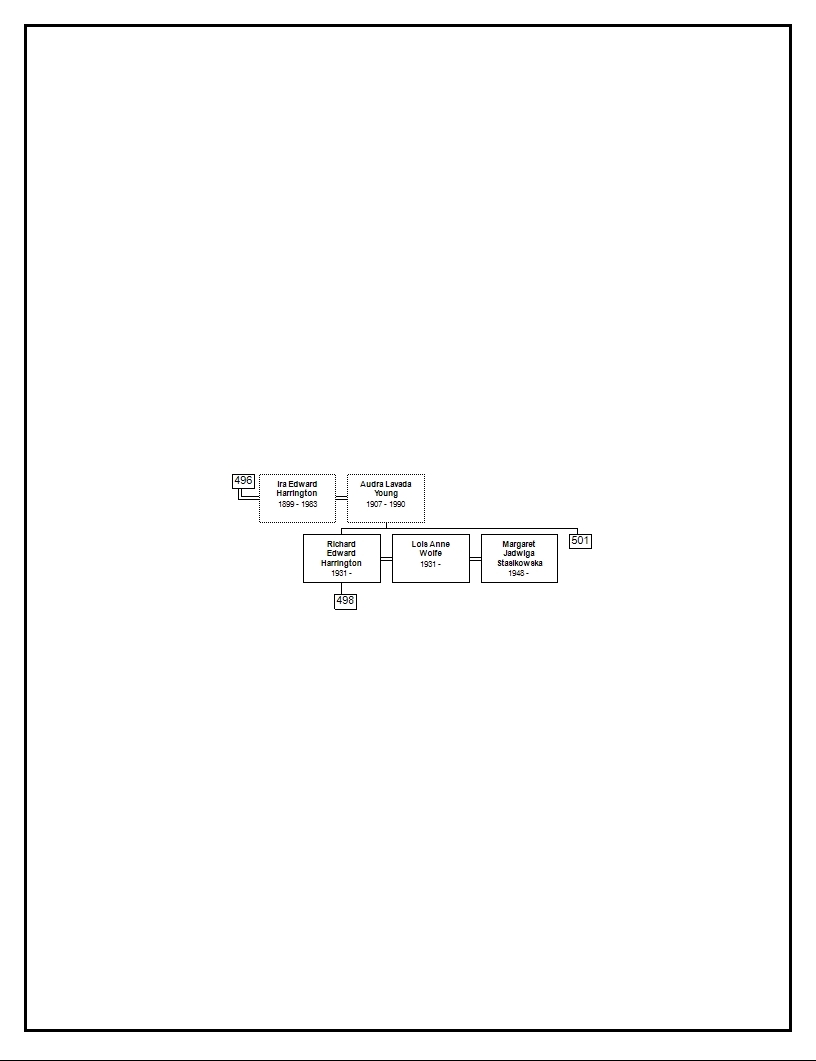 496
Ira Edward
Harrington
1899 - 1983
Audra Lavada
Young
1907 - 1990
Richard
Edward
Harrington
1931 -
Lois Anne
Wolfe
1931 -
Margaret
Jadwiga
Stasikowska
1948 -
501
498